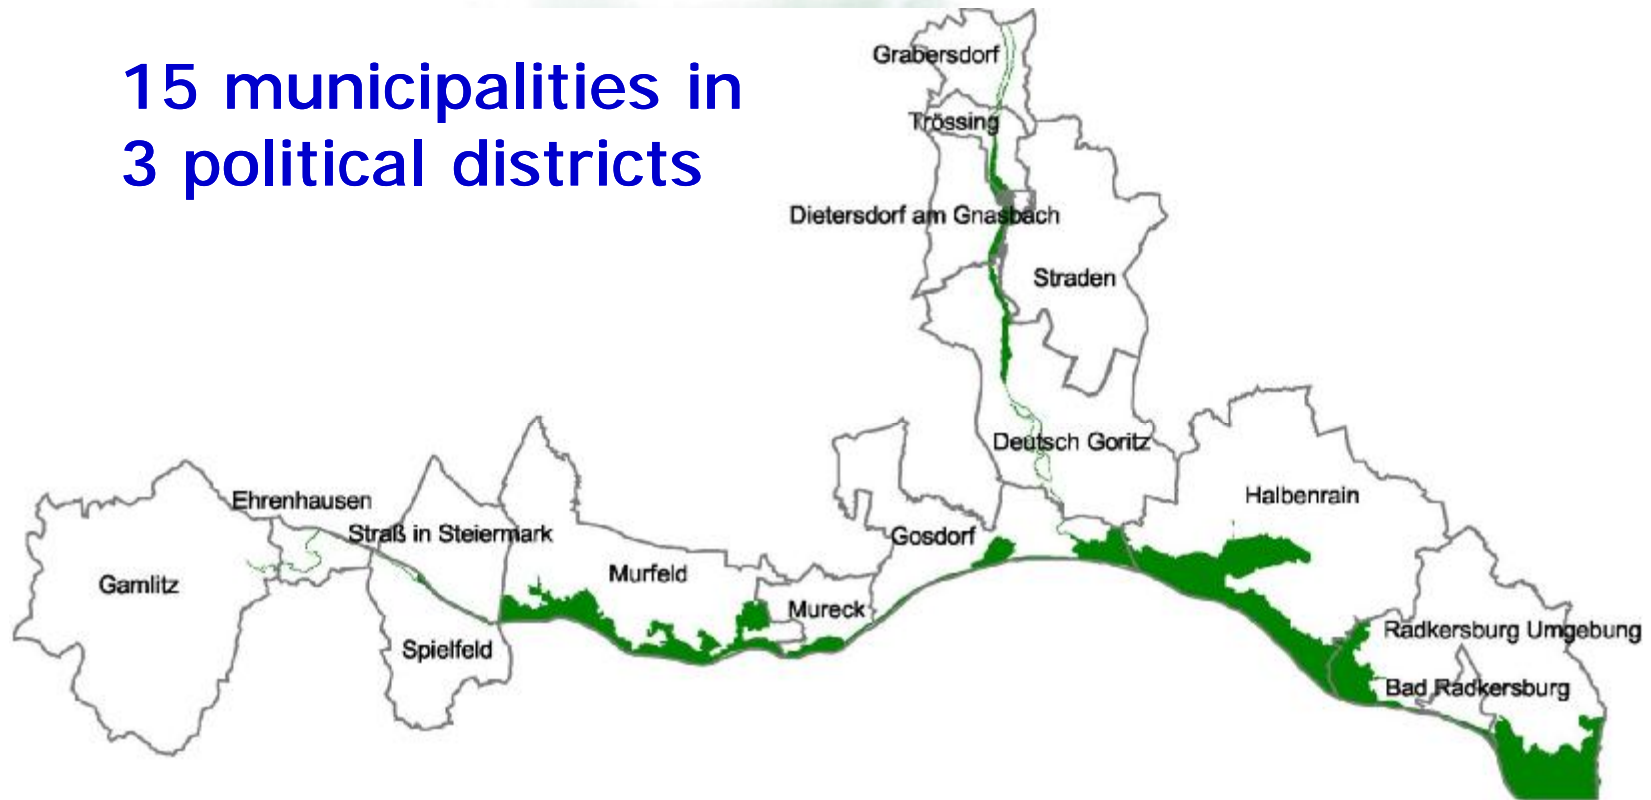 15 municipalities in
3 political districts
Grabersdorf
Trössing
Dietersdorf am Gnasbach
Straden
Deutsch Goritz
Halbenrain
Ehrenhausen
Straß in Steiermark
Gosdorf
Gamlitz
Murfeld
Mureck
Spielfeld
Radkersburg Umgebung
Bad Radkersburg